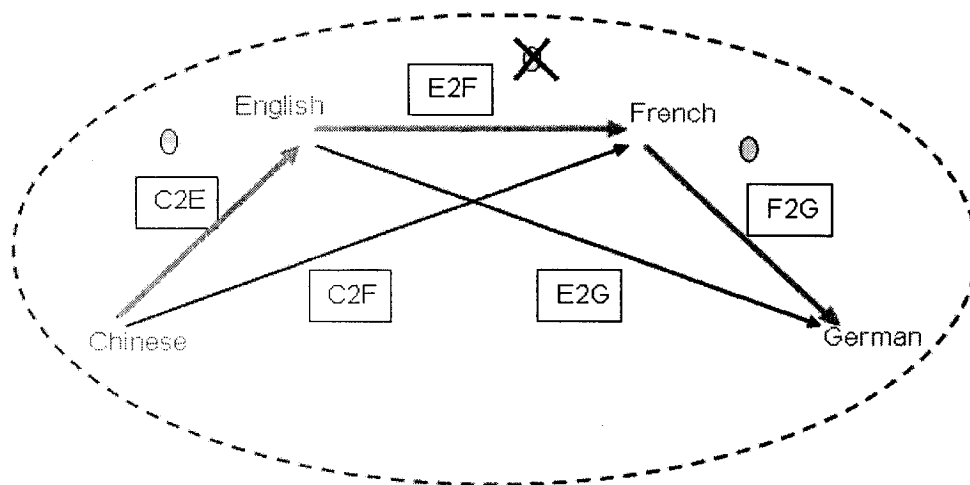 E2F
English
French
C2E
F2G
C2F
E2G
Chinese
German